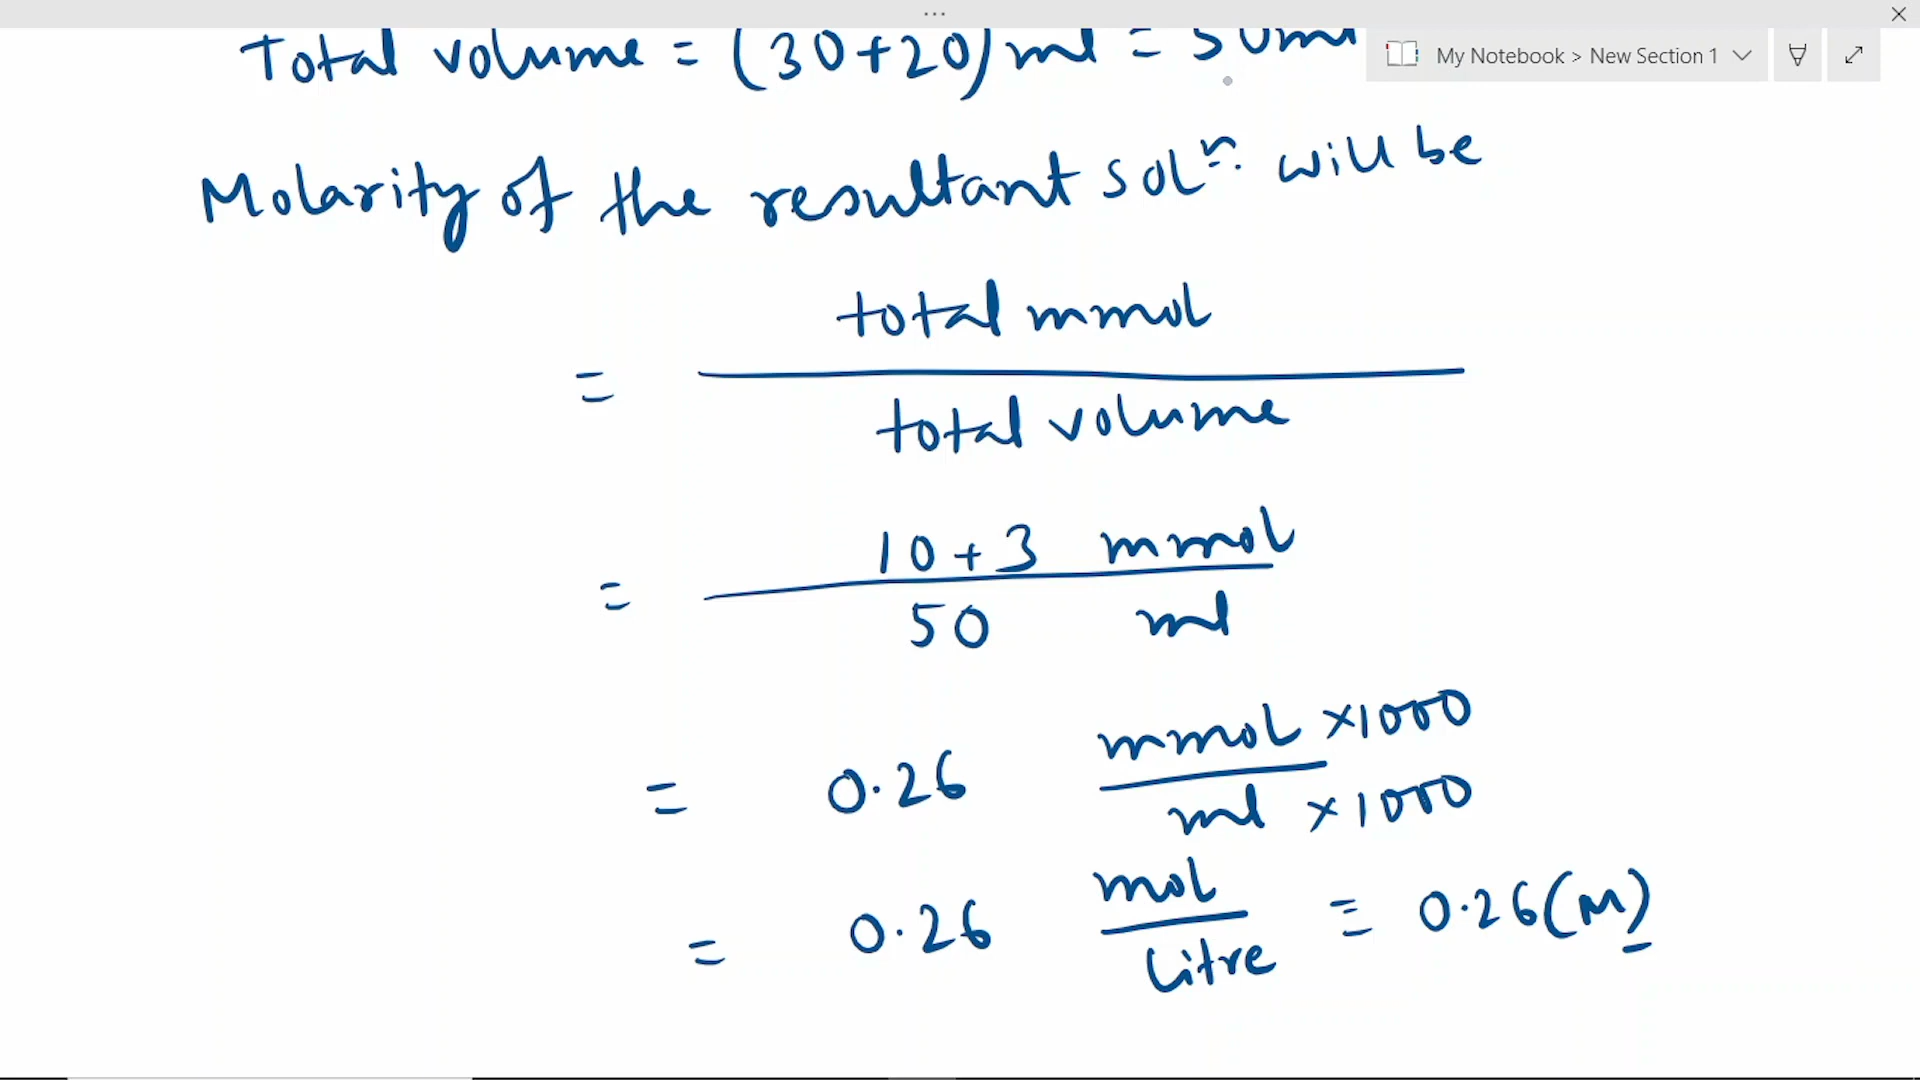 ...
My Notebook > New Section 1
Total volume = (30+20) ml = 50ml
Molarity of the resultant solⁿ. will be
= total mmol
total volume
= 10 + 3 mmol
50 ml
= 0.26 mmol ×1000
ml ×1000
= 0.26 mol ≡ 0.26 (M)
Litre